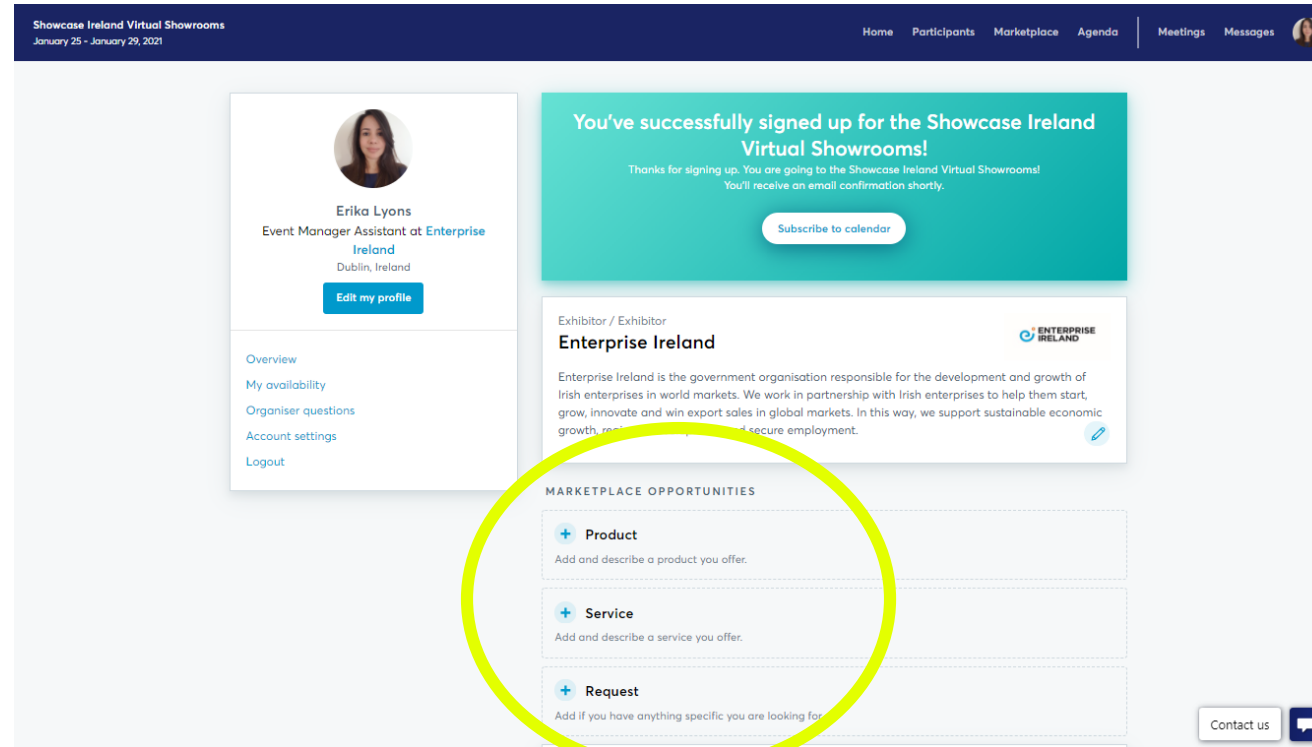 Showcase Ireland Virtual Showrooms
January 25 - January 29, 2021
Home Participants Marketplace Agenda Meetings Messages
Erika Lyons
Event Manager Assistant at Enterprise
Ireland
Dublin, Ireland
Edit my profile
Overview
My availability
Organiser questions
Account settings
Logout
You've successfully signed up for the Showcase Ireland
Virtual Showrooms!
Thanks for signing up. You are going to the Showcase Ireland Virtual Showrooms!
You'll receive an email confirmation shortly.
Subscribe to calendar
Exhibitor / Exhibitor
Enterprise Ireland
ENTERPRISE
IRELAND
Enterprise Ireland is the government organisation responsible for the development and growth of
Irish enterprises in world markets. We work in partnership with Irish enterprises to help them start,
grow, innovate and win export sales in global markets. In this way, we support sustainable economic
growth, secure employment.
MARKETPLACE OPPORTUNITIES
+ Product
Add and describe a product you offer.
+ Service
Add and describe a service you offer.
+ Request
Add if you have anything specific you are looking for
Contact us